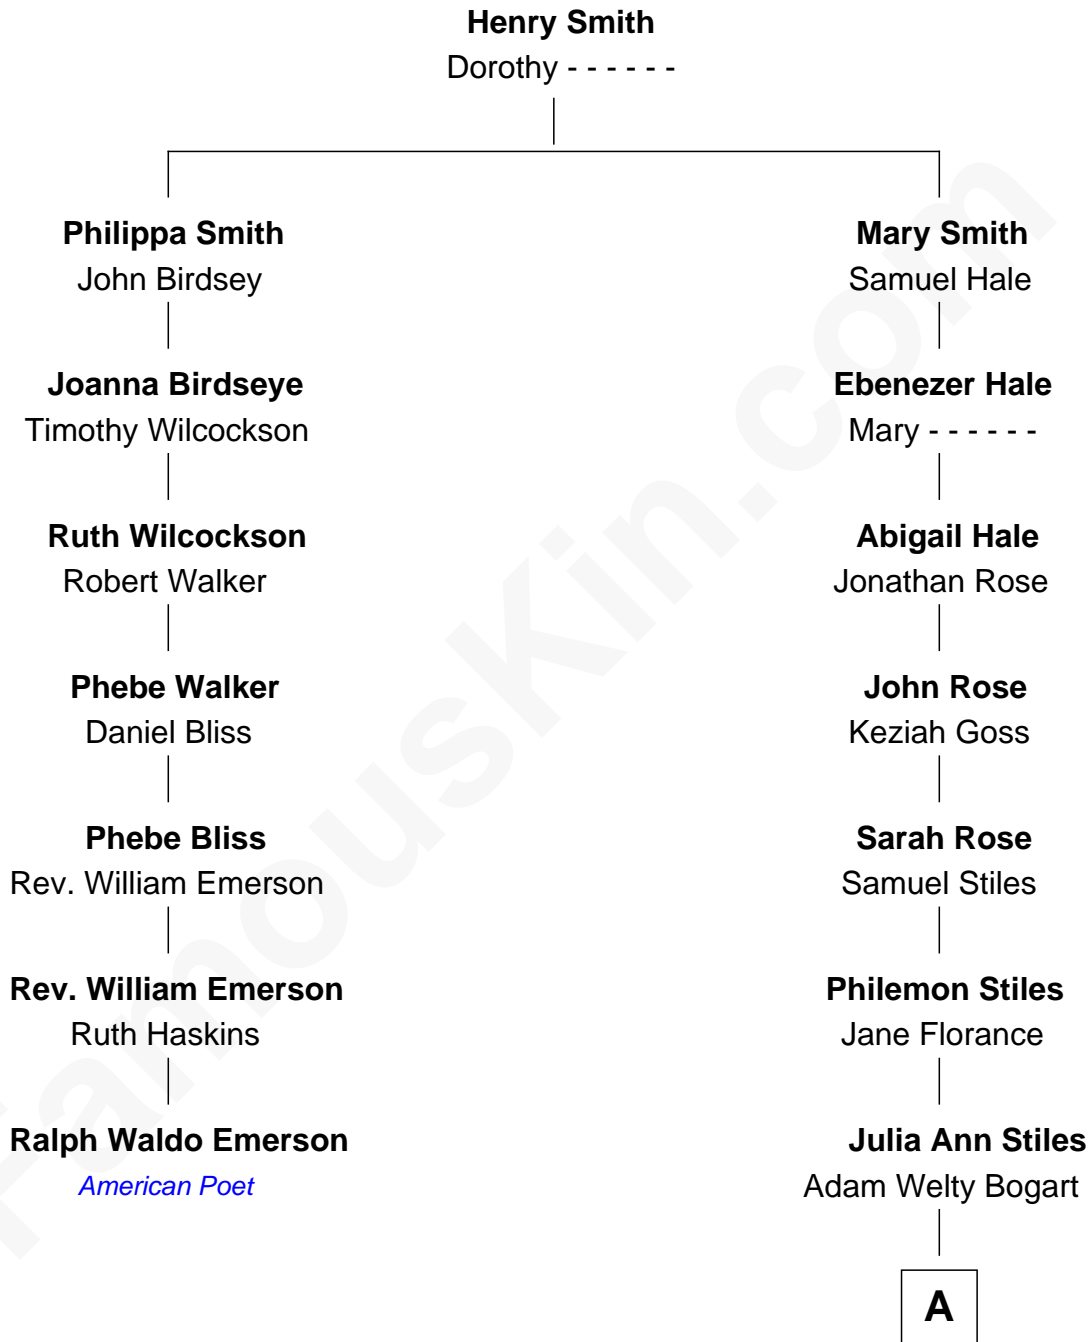 Henry Smith
Dorothy - - - - - -
Philippa Smith
John Birdsey
Mary Smith
Samuel Hale
Joanna Birdseye
Timothy Wilcockson
Ebenezer Hale
Mary - - - - - -
Ruth Wilcockson
Robert Walker
Abigail Hale
Jonathan Rose
Phebe Walker
Daniel Bliss
John Rose
Keziah Goss
Phebe Bliss
Rev. William Emerson
Sarah Rose
Samuel Stiles
Rev. William Emerson
Ruth Haskins
Philemon Stiles
Jane Florance
Ralph Waldo Emerson
American Poet
Julia Ann Stiles
Adam Welty Bogart
A
FamousKin.com